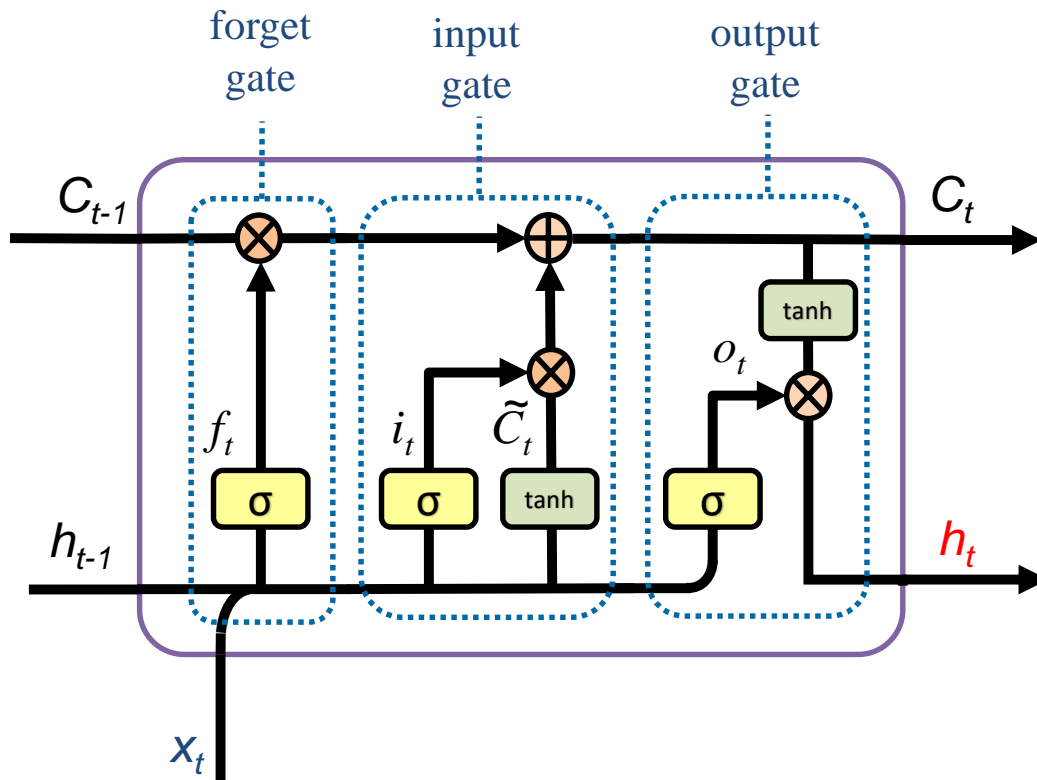 forget
gate
input
gate
output
gate
C_{t-1}
C_t
tanh
o_t
f_t
i_t
C̃_t
σ
σ
tanh
σ
h_{t-1}
h_t
x_t